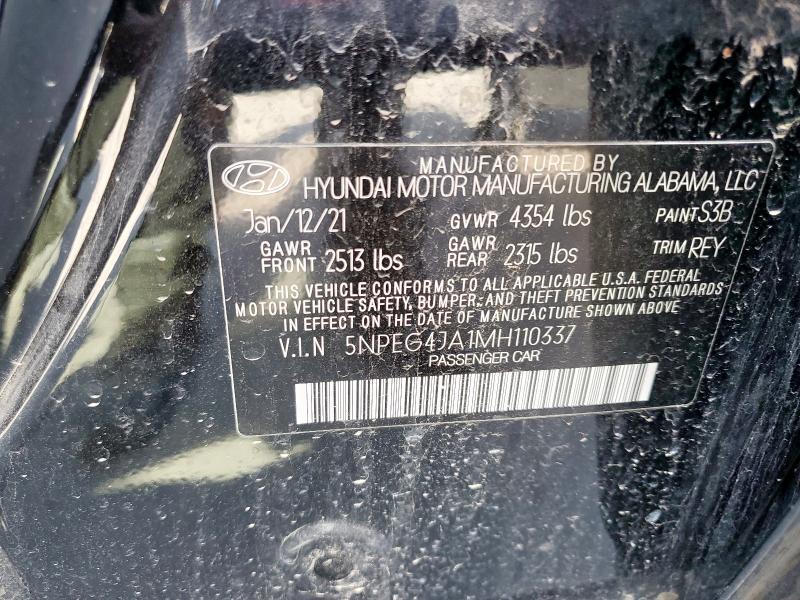 MANUFACTURED BY
HYUNDAI MOTOR MANUFACTURING ALABAMA, LLC
Jan/12/21 GVWR 4354 lbs PAINT S3B
GAWR FRONT 2513 lbs GAWR REAR 2315 lbs TRIM REY
THIS VEHICLE CONFORMS TO ALL APPLICABLE U.S.A. FEDERAL
MOTOR VEHICLE SAFETY, BUMPER, AND THEFT PREVENTION STANDARDS
IN EFFECT ON THE DATE OF MANUFACTURE SHOWN ABOVE
V.I.N 5NPEG4JA1MH110337
PASSENGER CAR